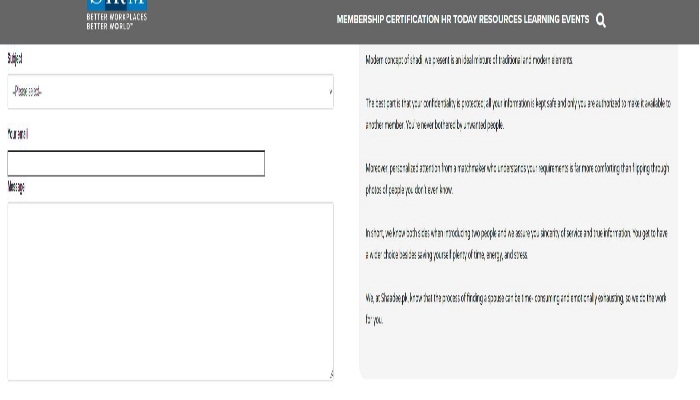 SHRM
BETTER WORKPLACES
BETTER WORLD™
MEMBERSHIP CERTIFICATION HR TODAY RESOURCES LEARNING EVENTS
Subject
--Please select--
Your email
Message
Modern concept of shadi, we present is an ideal mixture of traditional and modern elements.
The best part is that your confidentiality is protected; all your information is kept safe and only you are authorized to make it available to
another member. You're never bothered by unwanted people.
Moreover, personalized attention from a matchmaker who understands your requirements is far more comforting than flipping through
photos of people you don't even know.
In short, we know both sides when introducing two people and we assure you sincerity of service and true information. You get to have
a wider choice besides saving yourself plenty of time, energy, and stress.
We, at Shaadee.pk, know that the process of finding a spouse can be time- consuming and emotionally exhausting, so we do the work
for you.